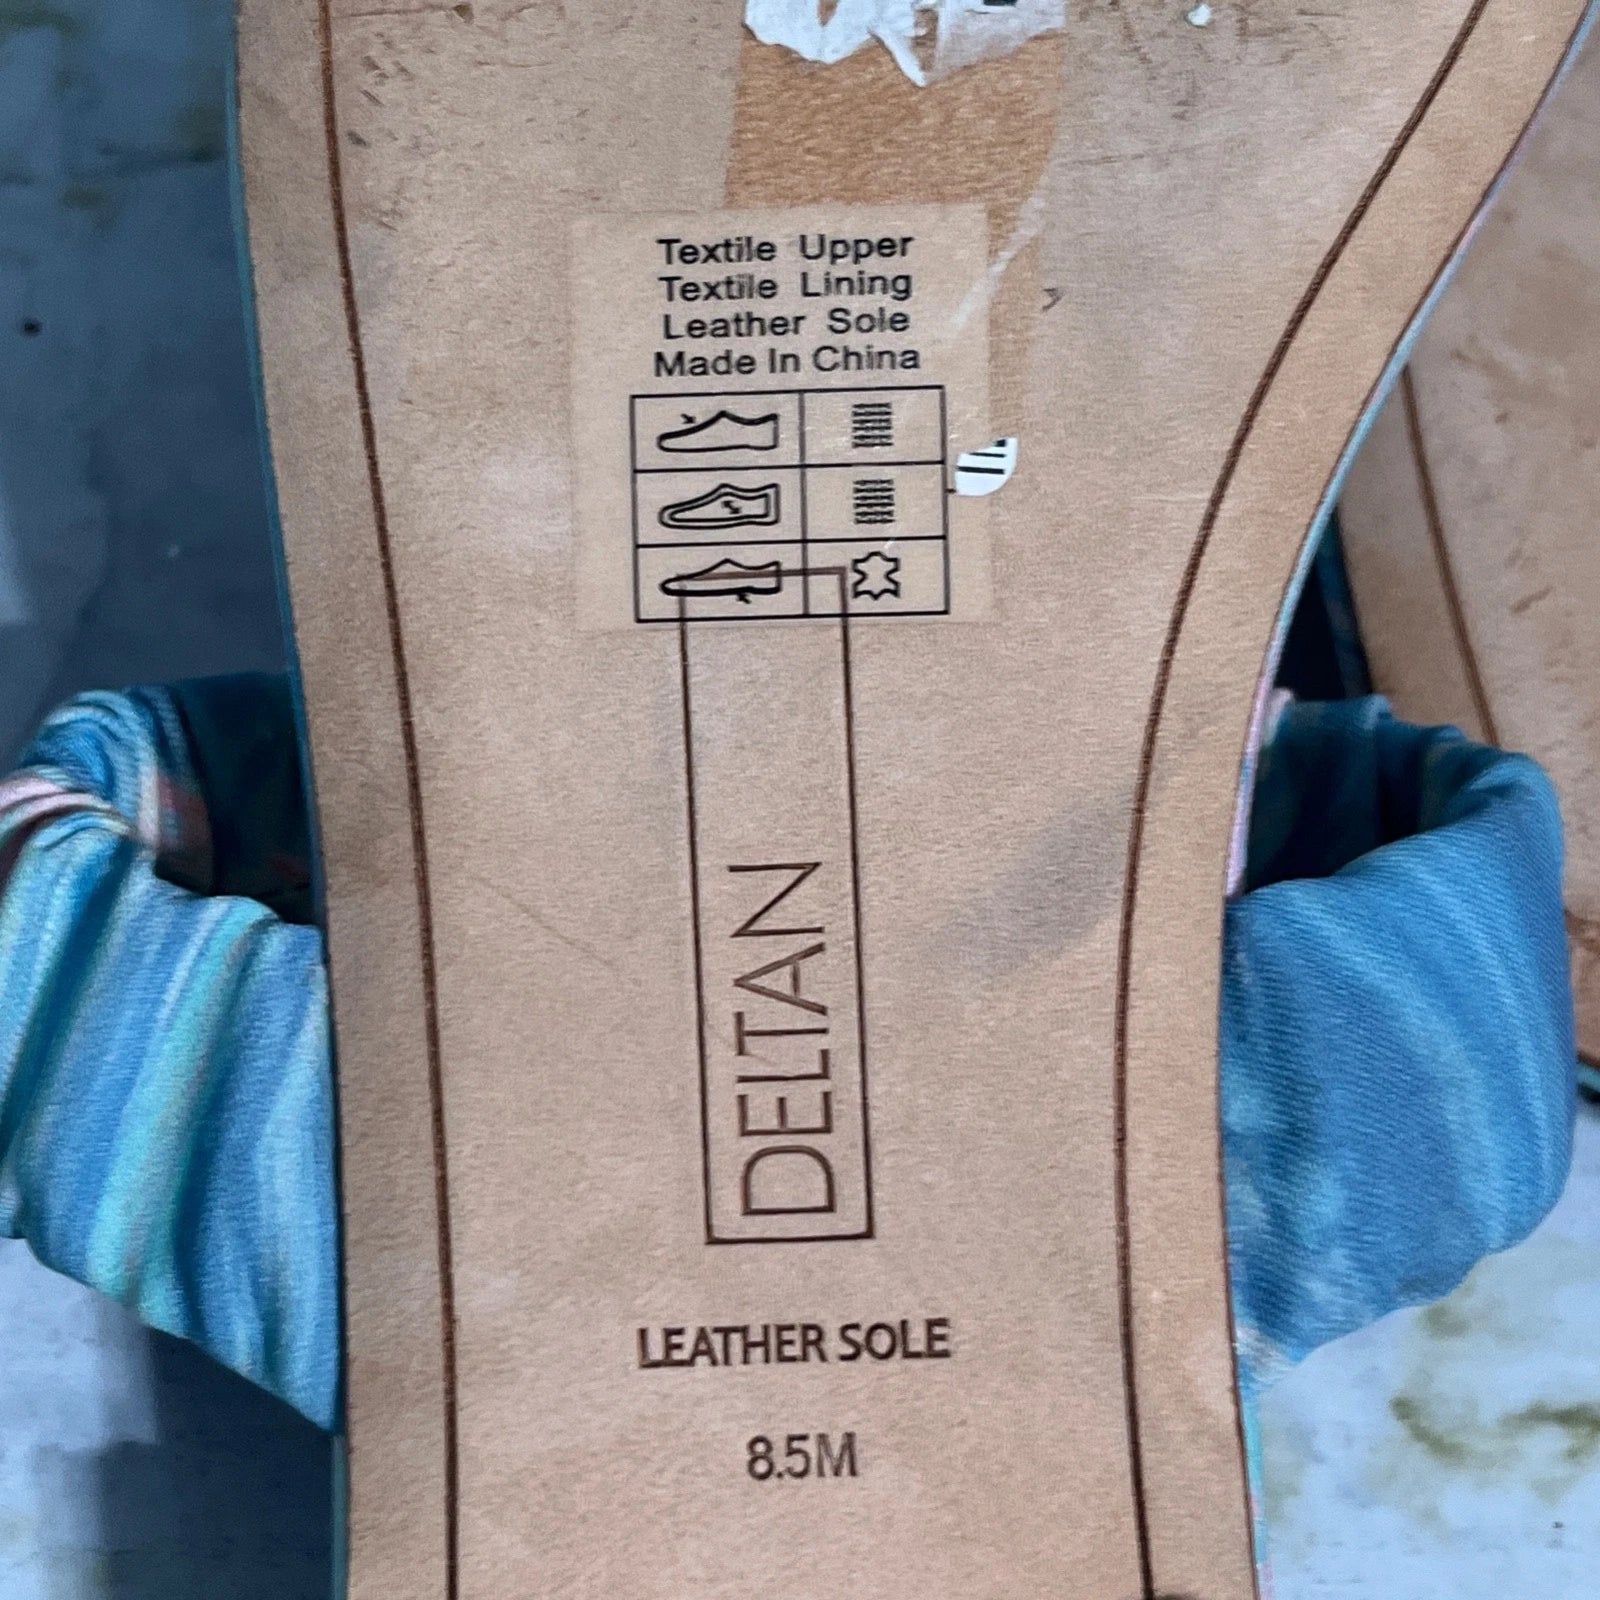 Textile Upper
Textile Lining
Leather Sole
Made In China
DELTAN
LEATHER SOLE
8.5M